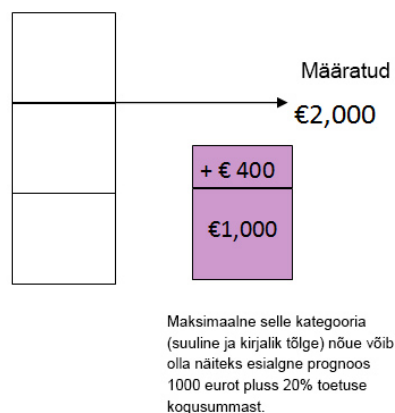 Määratud
€2,000
+ € 400
€1,000
Maksimaalne selle kategooria
(suuline ja kirjalik tõlge) nõue võib
olla näiteks esialgne prognoos
1000 eurot pluss 20% toetuse
kogusummast.